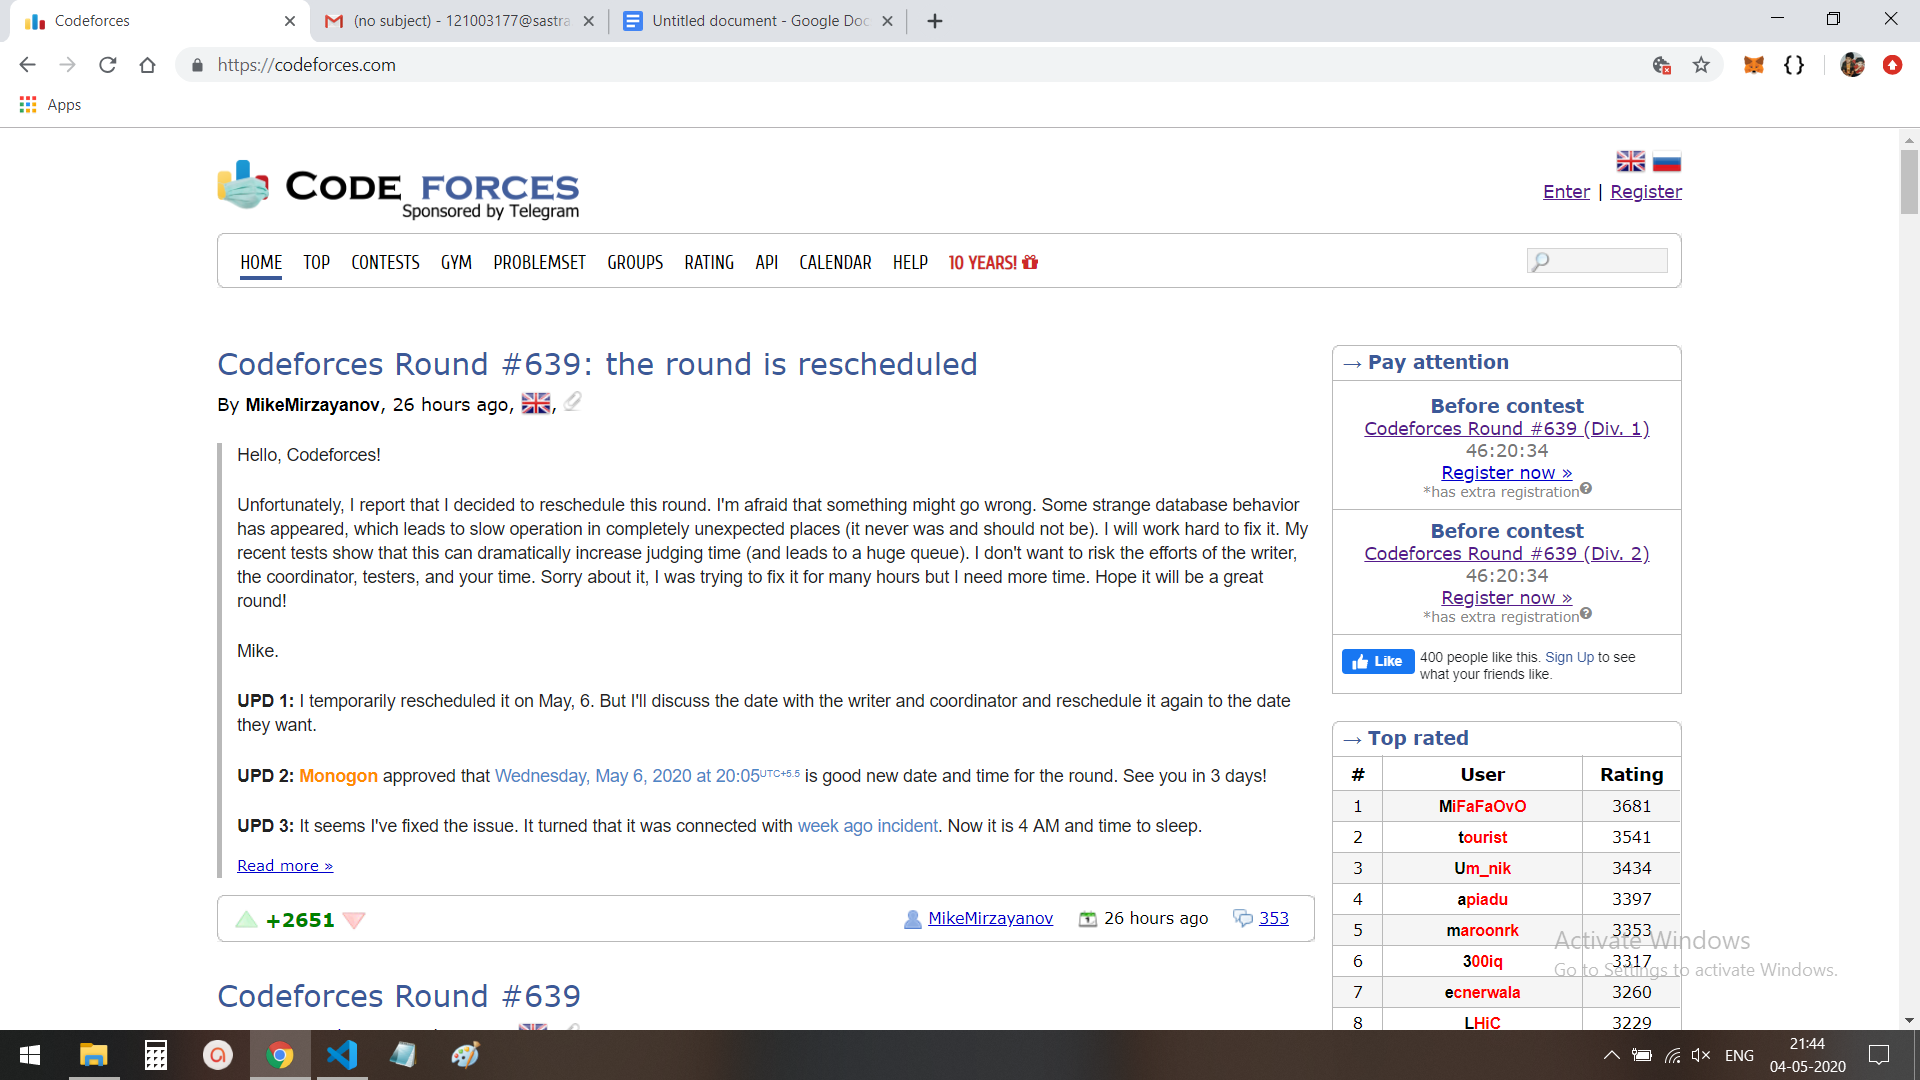 Codeforces
(no subject) - 121003177@sastra
Untitled document - Google Doc
https://codeforces.com
Apps
CODE FORCES
Sponsored by Telegram
Enter | Register
HOME TOP CONTESTS GYM PROBLEMSET GROUPS RATING API CALENDAR HELP 10 YEARS!
Codeforces Round #639: the round is rescheduled
By MikeMirzayanov, 26 hours ago,
Hello, Codeforces!
Unfortunately, I report that I decided to reschedule this round. I'm afraid that something might go wrong. Some strange database behavior
has appeared, which leads to slow operation in completely unexpected places (it never was and should not be). I will work hard to fix it. My
recent tests show that this can dramatically increase judging time (and leads to a huge queue). I don't want to risk the efforts of the writer,
the coordinator, testers, and your time. Sorry about it, I was trying to fix it for many hours but I need more time. Hope it will be a great
round!
Mike.
UPD 1: I temporarily rescheduled it on May, 6. But I'll discuss the date with the writer and coordinator and reschedule it again to the date
they want.
UPD 2: Monogon approved that Wednesday, May 6, 2020 at 20:05UTC+5.5 is good new date and time for the round. See you in 3 days!
UPD 3: It seems I've fixed the issue. It turned that it was connected with week ago incident. Now it is 4 AM and time to sleep.
Read more »
+2651
MikeMirzayanov 26 hours ago 353
Codeforces Round #639
→ Pay attention
Before contest
Codeforces Round #639 (Div. 1)
46:20:34
Register now »
*has extra registration?
Before contest
Codeforces Round #639 (Div. 2)
46:20:34
Register now »
*has extra registration?
Like 400 people like this. Sign Up to see
what your friends like.
→ Top rated
# User Rating
1 MiFaFaOvO 3681
2 tourist 3541
3 Um_nik 3434
4 apiadu 3397
5 maroonrk 3353
6 300iq 3317
7 ecnerwala 3260
8 LHiC 3229
Activate Windows
Go to Settings to activate Windows.
ENG
21:44
04-05-2020